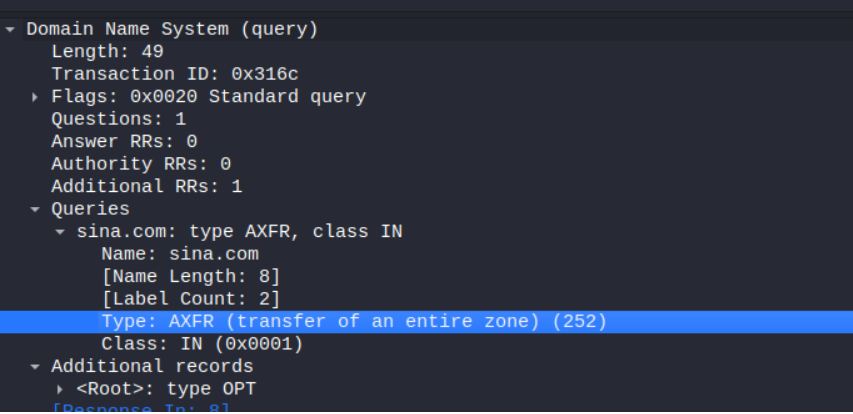 Domain Name System (query)
Length: 49
Transaction ID: 0x316c
Flags: 0x0020 Standard query
Questions: 1
Answer RRs: 0
Authority RRs: 0
Additional RRs: 1
Queries
sina.com: type AXFR, class IN
Name: sina.com
[Name Length: 8]
[Label Count: 2]
Type: AXFR (transfer of an entire zone) (252)
Class: IN (0x0001)
Additional records
<Root>: type OPT
[Response In: 8]